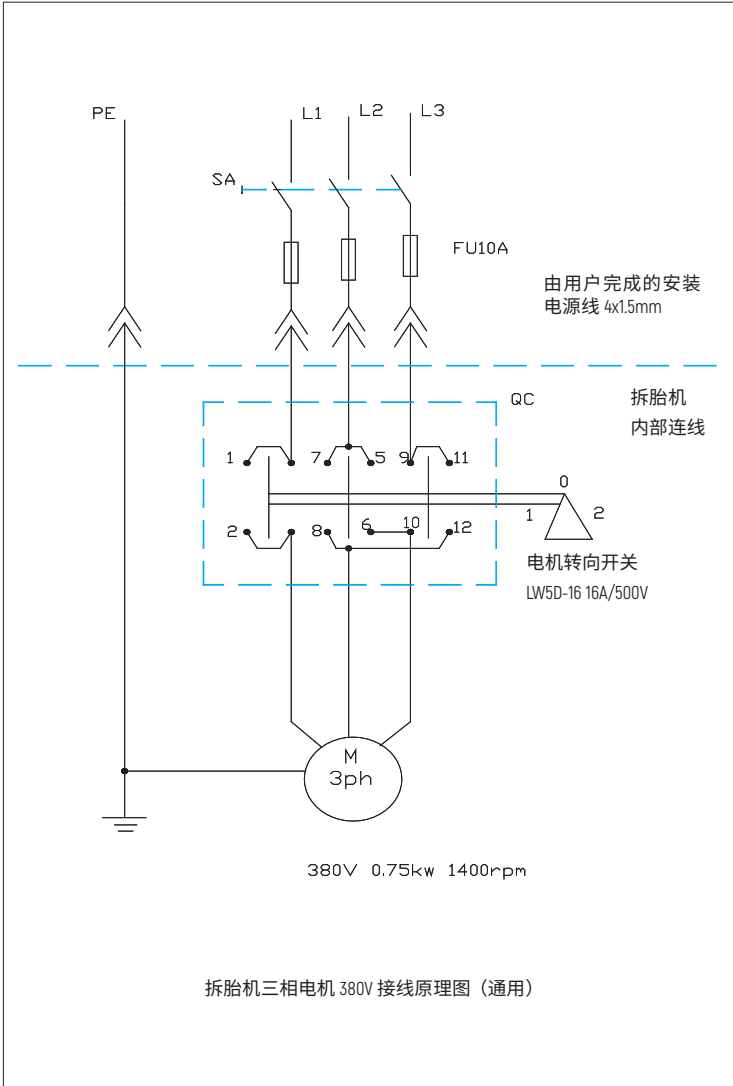 PE
L1
L2
L3
SA
FU10A
由用户完成的安装
电源线 4x1.5mm
QC
拆胎机
内部连线
1
7
5
9
11
0
1
2
2
8
6
10
12
电机转向开关
LW5D-16 16A/500V
M
3ph
380V 0.75kw 1400rpm
拆胎机三相电机 380V 接线原理图（通用）